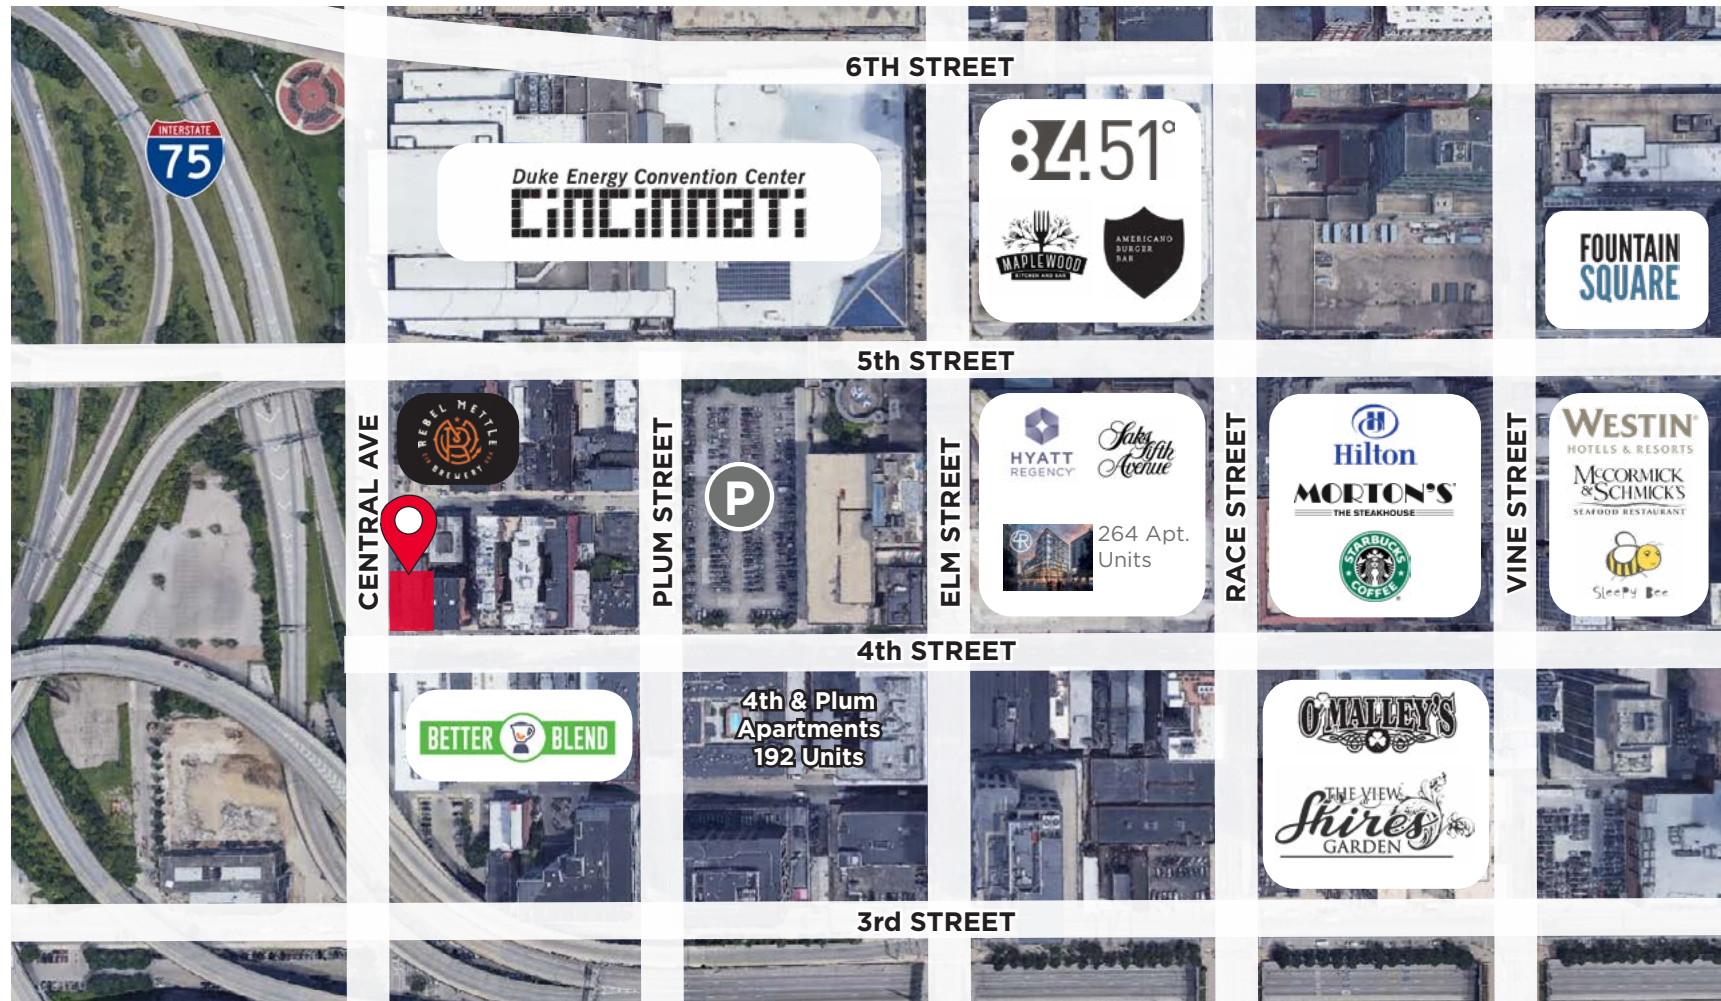 6TH STREET
INTERSTATE
75
Duke Energy Convention Center
cincinnati
84.51°
MAPLEWOOD
KITCHEN AND BAR
AMERICANO
BURGER
BAR
FOUNTAIN
SQUARE
5th STREET
CENTRAL AVE
REBEL METTLE
CIN USA
BREWERY
PLUM STREET
P
ELM STREET
HYATT
REGENCY
Saks
fifth
Avenue
4R
264 Apt.
Units
RACE STREET
Hilton
MORTON'S
THE STEAKHOUSE
STARBUCKS
COFFEE
VINE STREET
WESTIN®
HOTELS & RESORTS
McCORMICK
& SCHMICK'S
SEAFOOD RESTAURANT
Sleepy Bee
4th STREET
BETTER BLEND
4th & Plum
Apartments
192 Units
O'MALLEY'S
THE VIEW
Shires
GARDEN
3rd STREET